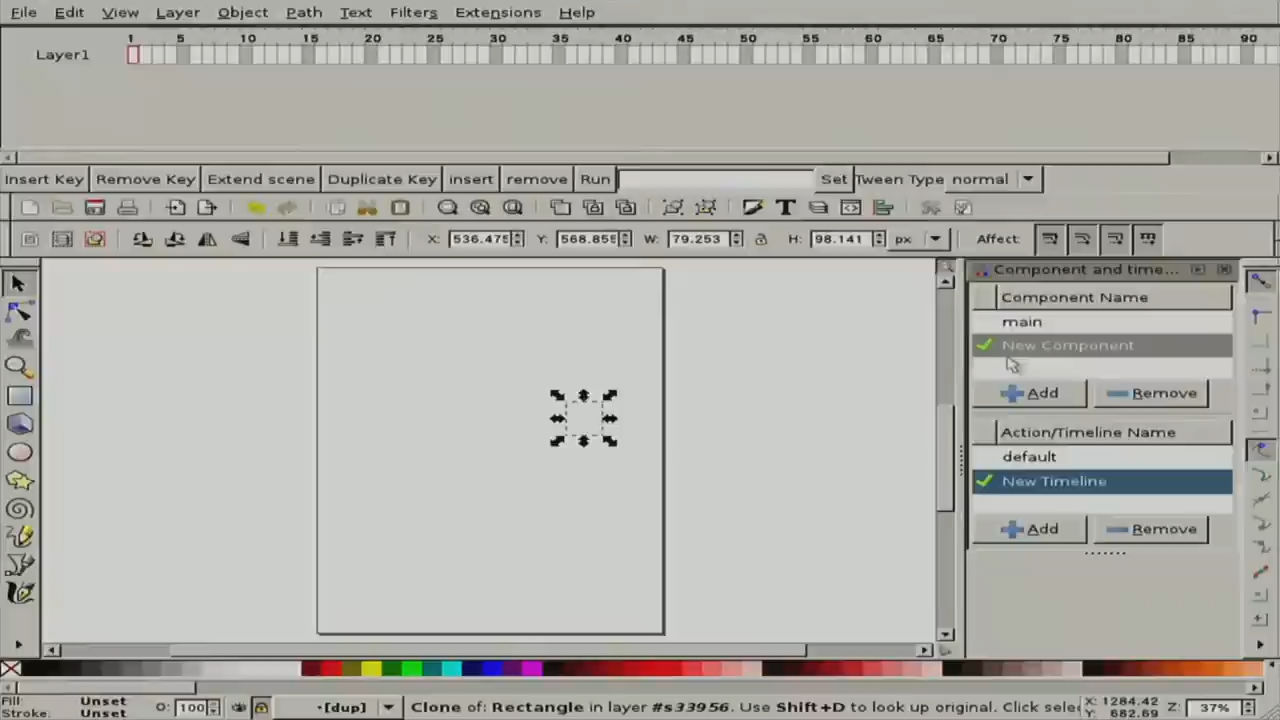 File Edit View Layer Object Path Text Filters Extensions Help
1 5 10 15 20 25 30 35 40 45 50 55 60 65 70 75 80 85 90
Layer1
Insert Key Remove Key Extend scene Duplicate Key insert remove Run Set Tween Type normal
X: 536.475 Y: 568.855 W: 79.253 H: 98.141 px Affect:
Component and time...
Component Name
main
New Component
Add Remove
Action/Timeline Name
default
New Timeline
Add Remove
Fill: Unset
Stroke: Unset
O: 100
•[dup]
Clone of: Rectangle in layer #s33956. Use Shift+D to look up original. Click selec
X: 1284.42
Y: 682.69
Z: 37%